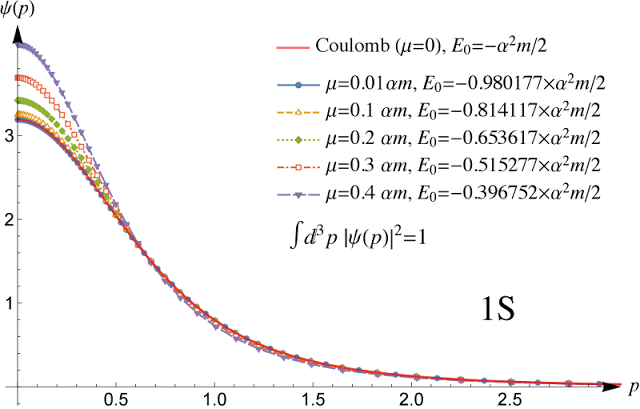 ψ(p)
Coulomb (μ=0), E₀=−α²m/2
μ=0.01αm, E₀=−0.980177×α²m/2
μ=0.1 αm, E₀=−0.814117×α²m/2
μ=0.2 αm, E₀=−0.653617×α²m/2
μ=0.3 αm, E₀=−0.515277×α²m/2
μ=0.4 αm, E₀=−0.396752×α²m/2
∫d³p |ψ(p)|²=1
1S
3
2
1
0.5 1.0 1.5 2.0 2.5 p